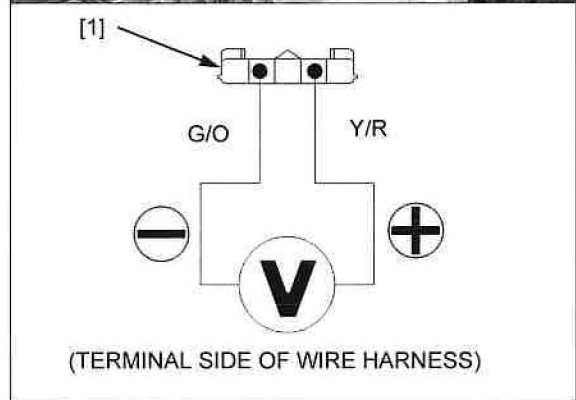 [1]
G/O Y/R
− +
V
(TERMINAL SIDE OF WIRE HARNESS)